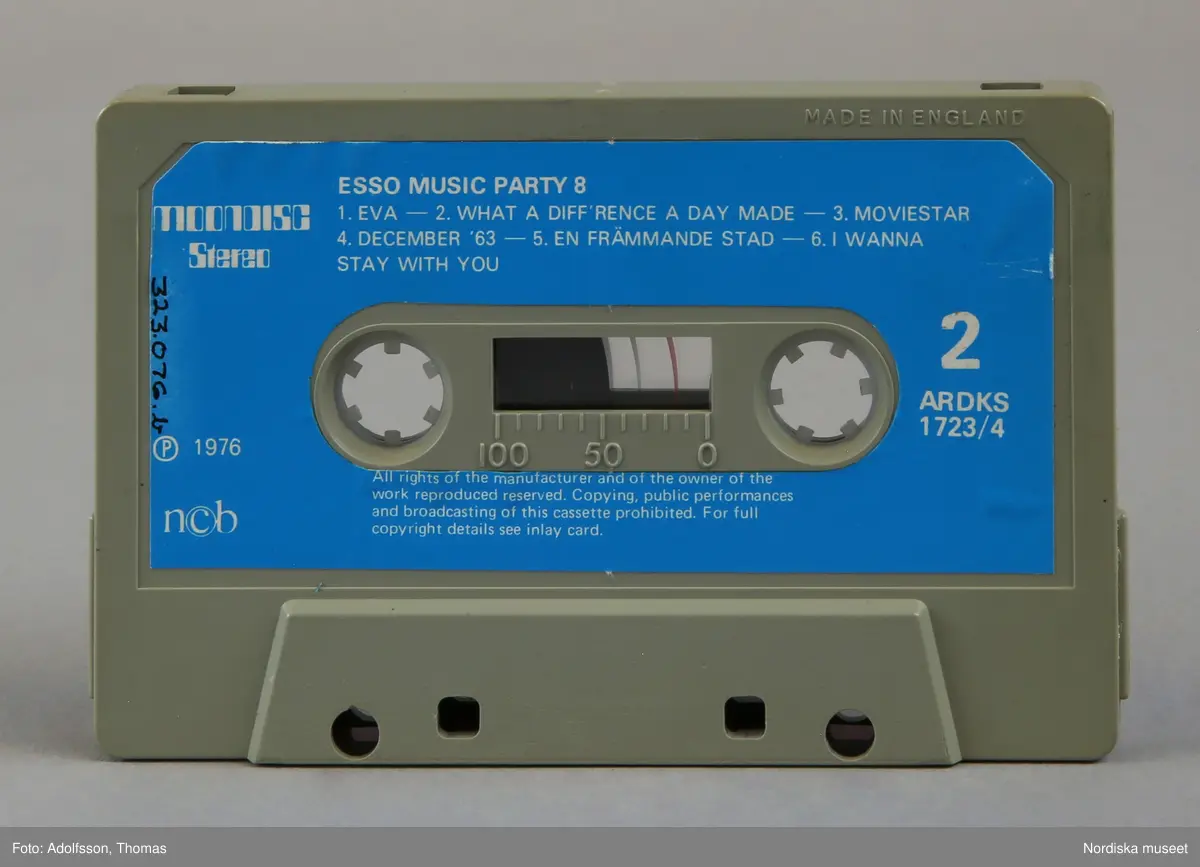 MADE IN ENGLAND
ESSO MUSIC PARTY 8
MOONDISC
Stereo
1. EVA — 2. WHAT A DIFF'RENCE A DAY MADE — 3. MOVIESTAR
4. DECEMBER '63 — 5. EN FRÄMMANDE STAD — 6. I WANNA
STAY WITH YOU
323.076.b
℗ 1976
ncb
2
ARDKS
1723/4
100 50 0
All rights of the manufacturer and of the owner of the
work reproduced reserved. Copying, public performances
and broadcasting of this cassette prohibited. For full
copyright details see inlay card.
Foto: Adolfsson, Thomas
Nordiska museet